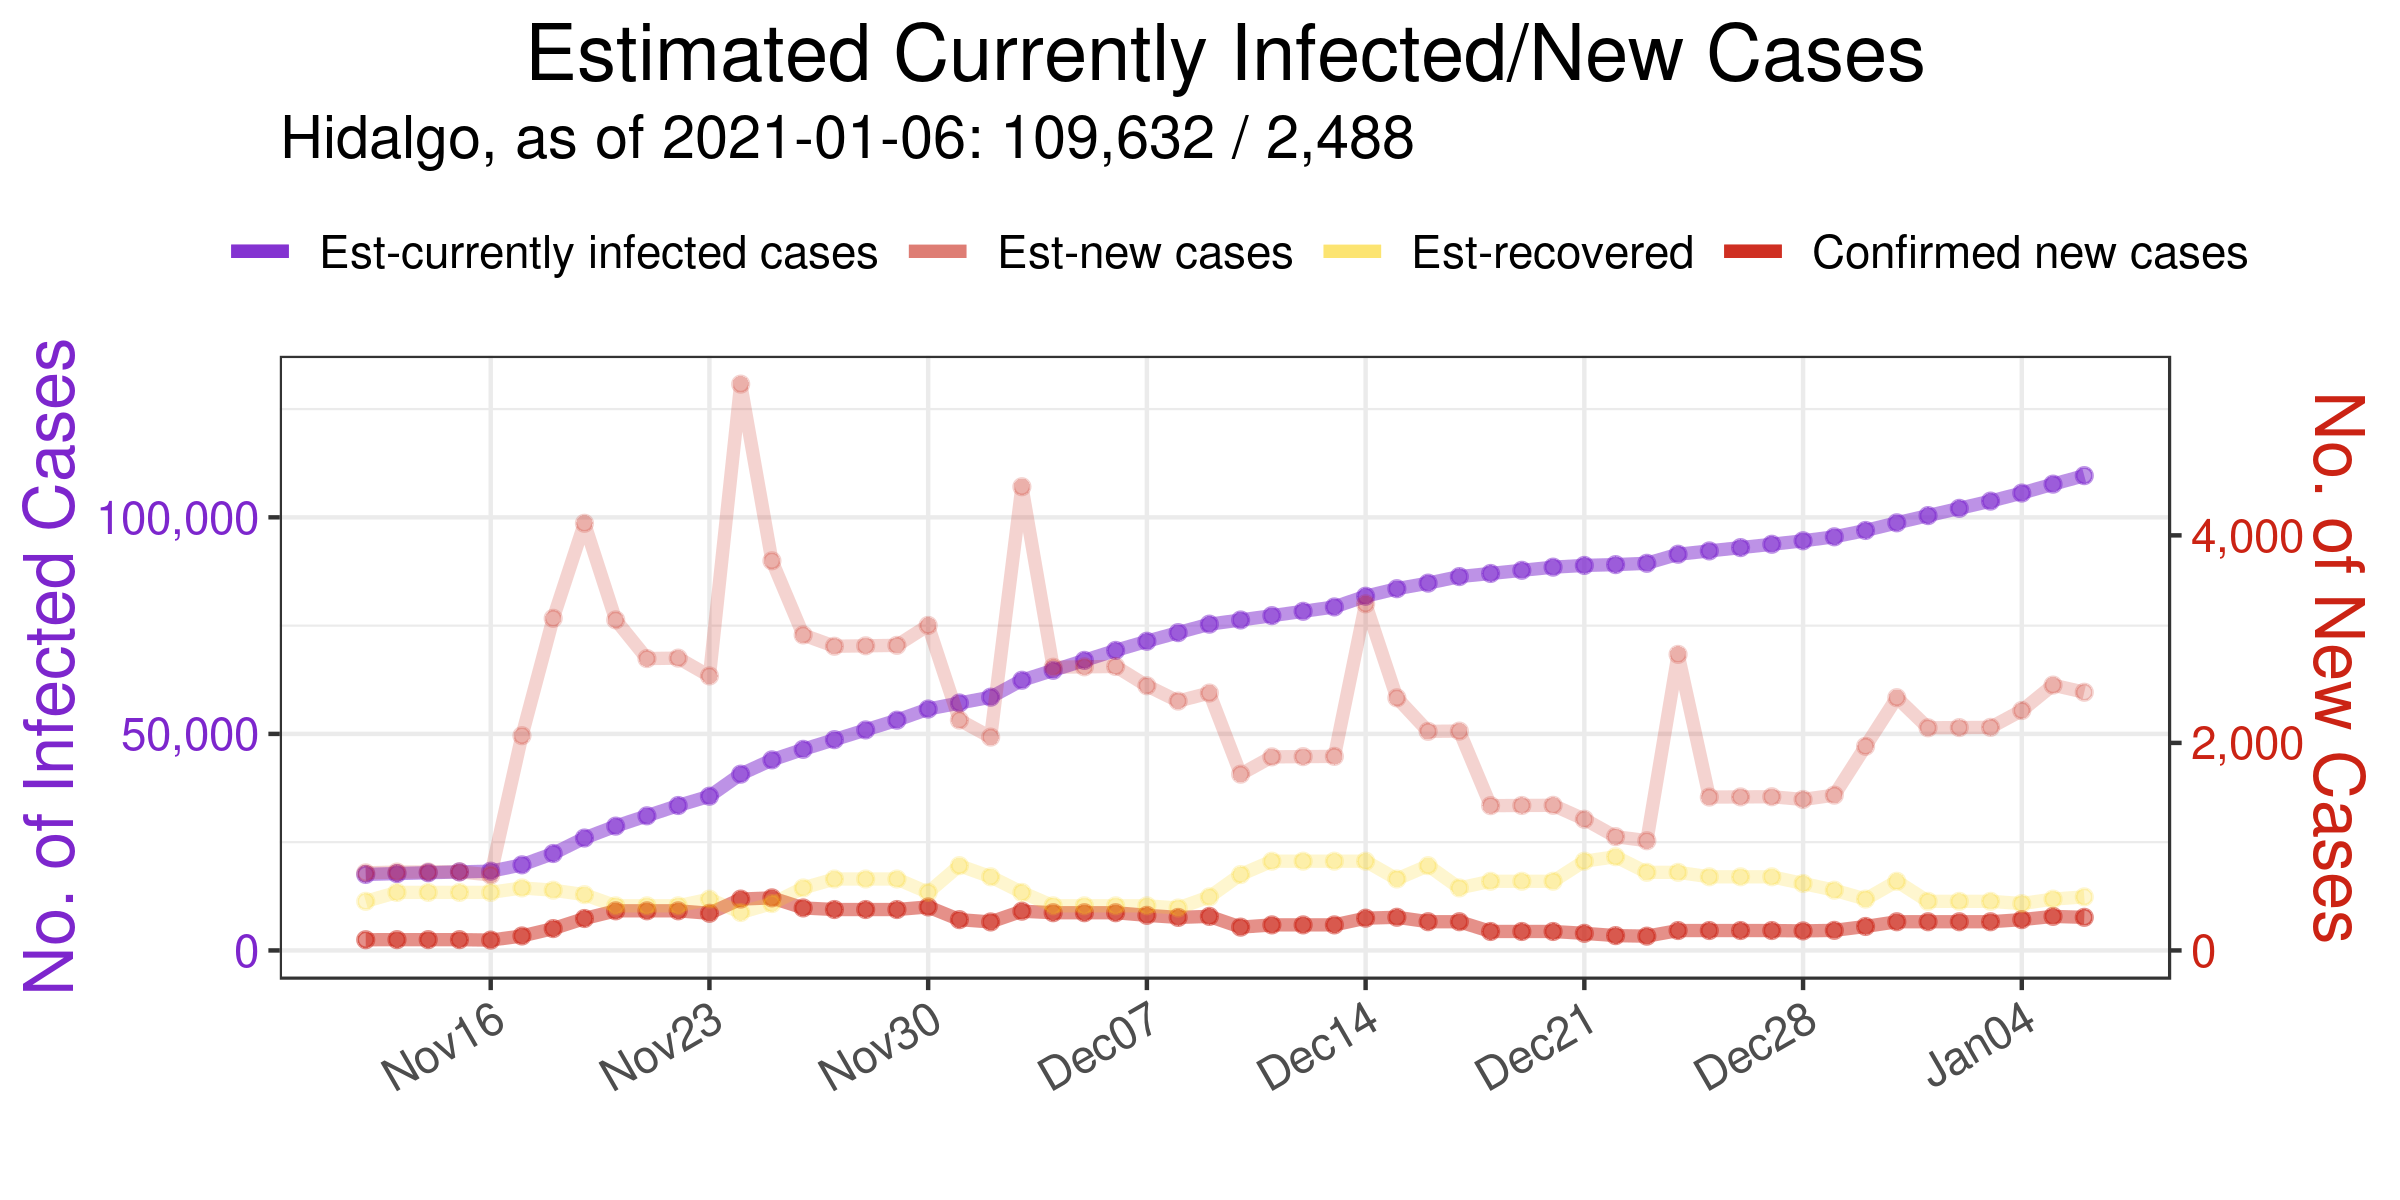 Estimated Currently Infected/New Cases
Hidalgo, as of 2021-01-06: 109,632 / 2,488
Est-currently infected cases Est-new cases Est-recovered Confirmed new cases
No. of Infected Cases
100,000
50,000
0
4,000
2,000
0
No. of New Cases
Nov16 Nov23 Nov30 Dec07 Dec14 Dec21 Dec28 Jan04